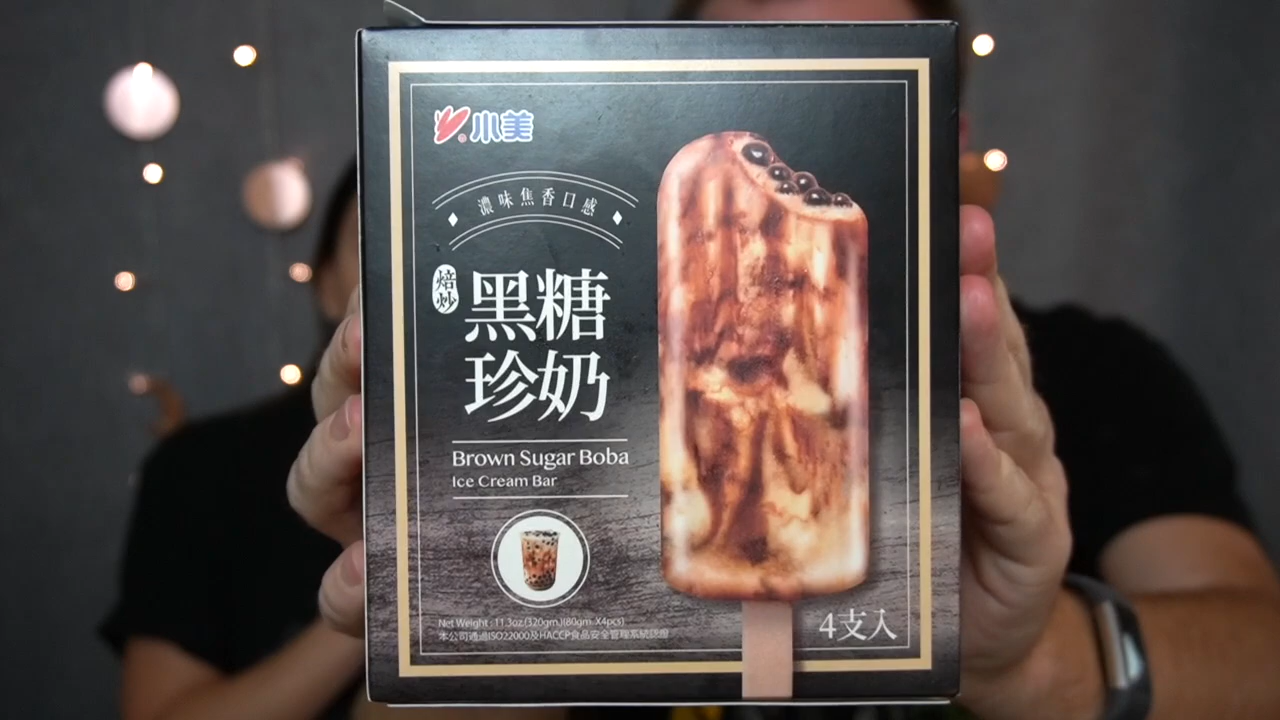 小美
濃味焦香口感
焙炒
黑糖
珍奶
Brown Sugar Boba
Ice Cream Bar
Net Weight : 11.3oz.(320gm.)(80gm. X4pcs)
本公司通過ISO22000及HACCP食品安全管理系統認證
4支入